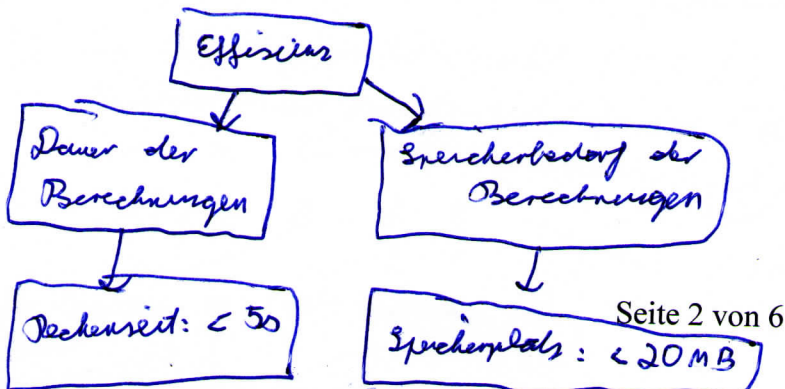 Effizienz
Dauer der
Berechnungen
Speicherbedarf der
Berechnungen
Rechenzeit: < 5s
Speicherplatz: < 20 MB
Seite 2 von 6